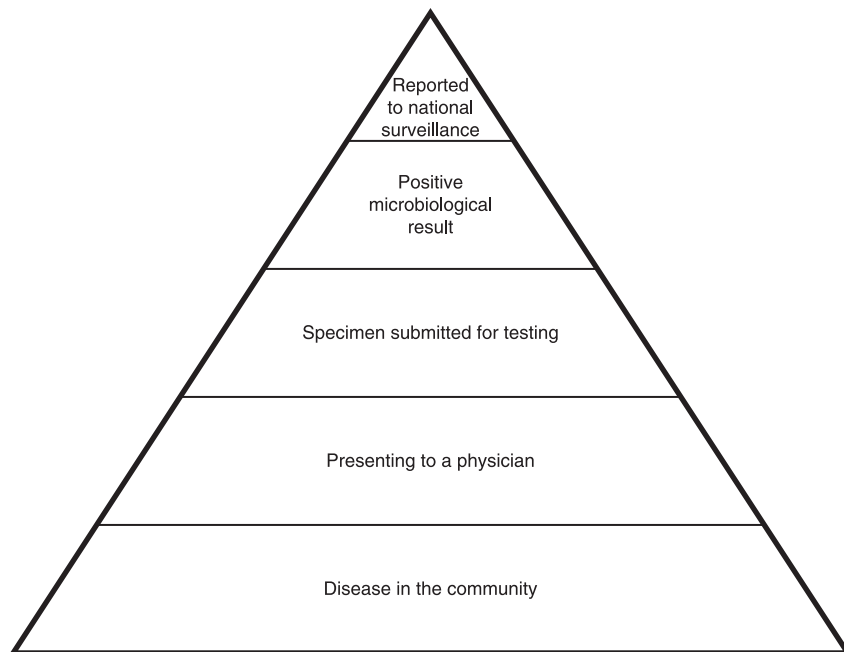 Reported
to national
surveillance
Positive
microbiological
result
Specimen submitted for testing
Presenting to a physician
Disease in the community